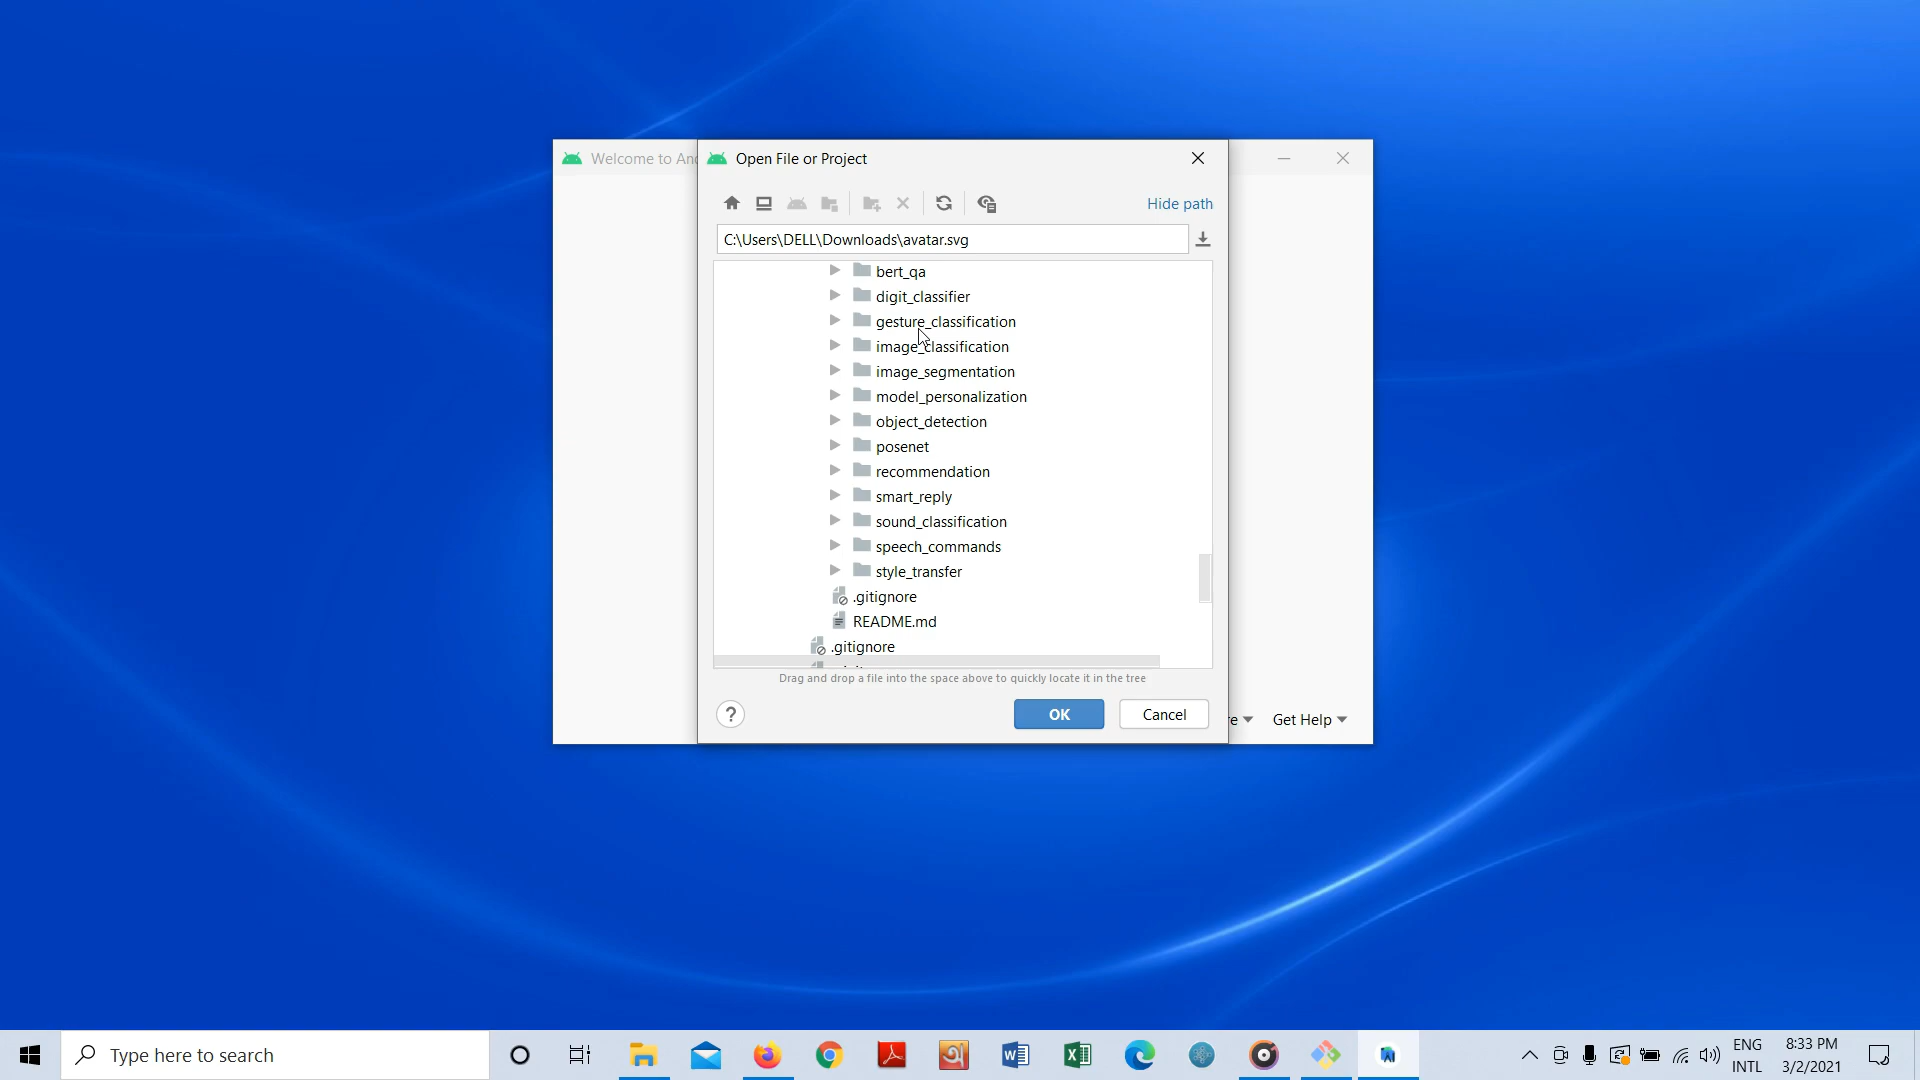 Welcome to And
Open File or Project
Hide path
C:\Users\DELL\Downloads\avatar.svg
bert_qa
digit_classifier
gesture_classification
image_classification
image_segmentation
model_personalization
object_detection
posenet
recommendation
smart_reply
sound_classification
speech_commands
style_transfer
.gitignore
README.md
.gitignore
Drag and drop a file into the space above to quickly locate it in the tree
?
OK
Cancel
re
Get Help
Type here to search
ENG
INTL
8:33 PM
3/2/2021